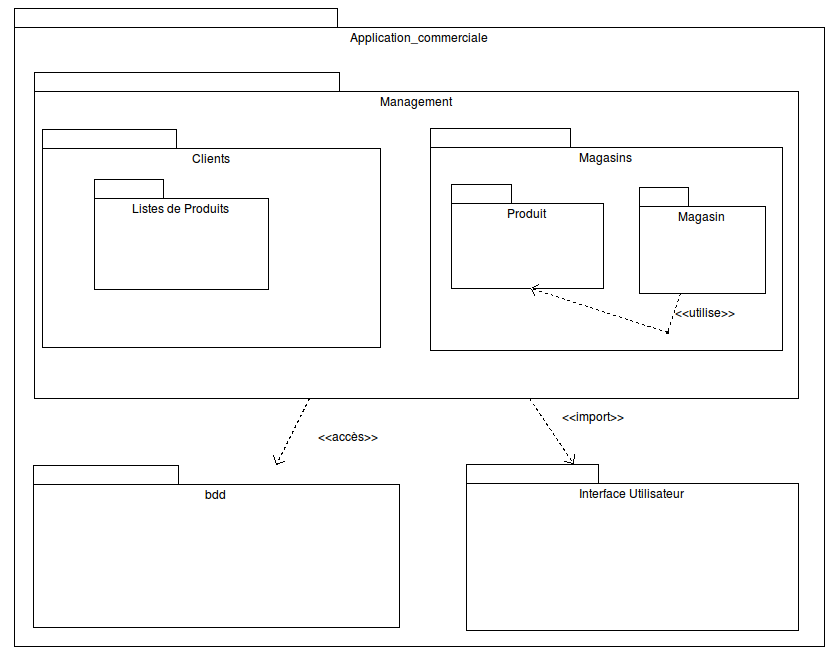 Application_commerciale
Management
Clients
Magasins
Listes de Produits
Produit
Magasin
<<utilise>>
<<accès>>
<<import>>
bdd
Interface Utilisateur